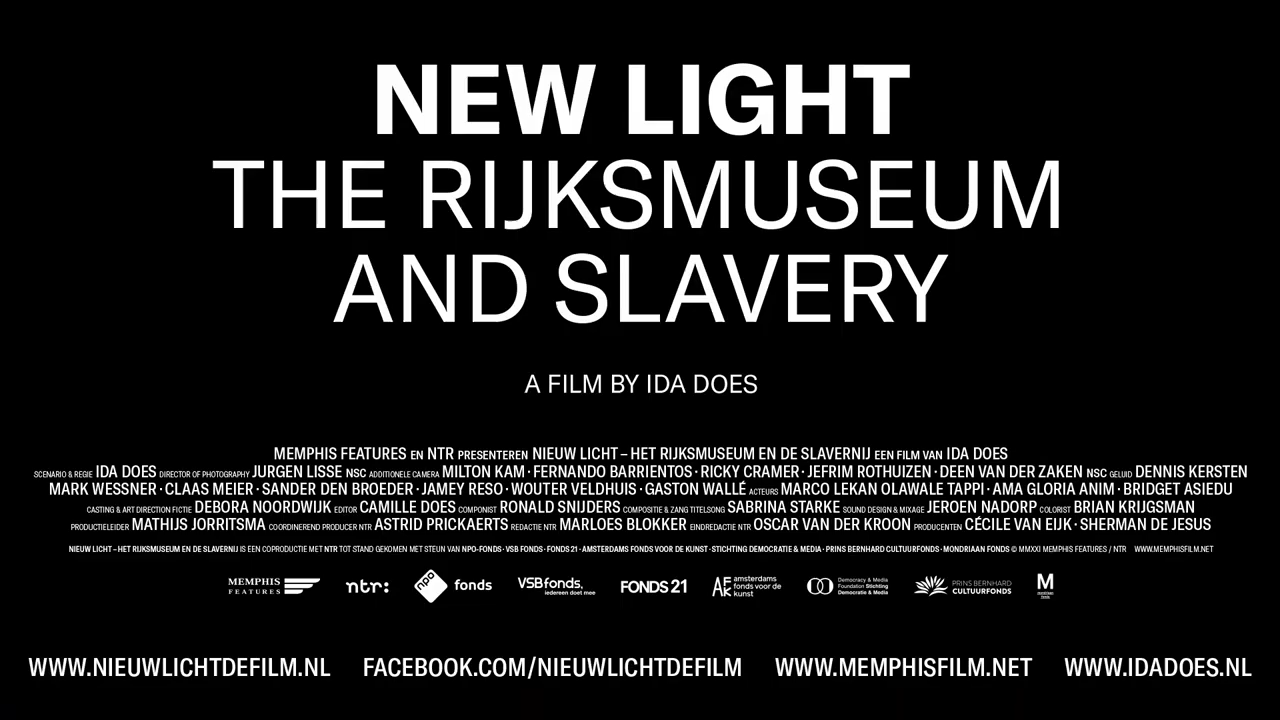 NEW LIGHT
THE RIJKSMUSEUM
AND SLAVERY
A FILM BY IDA DOES
MEMPHIS FEATURES EN NTR PRESENTEREN NIEUW LICHT – HET RIJKSMUSEUM EN DE SLAVERNIJ EEN FILM VAN IDA DOES
SCENARIO & REGIE IDA DOES DIRECTOR OF PHOTOGRAPHY JURGEN LISSE NSC ADDITIONELE CAMERA MILTON KAM · FERNANDO BARRIENTOS · RICKY CRAMER · JEFRIM ROTHUIZEN · DEEN VAN DER ZAKEN NSC GELUID DENNIS KERSTEN
MARK WESSNER · CLAAS MEIER · SANDER DEN BROEDER · JAMEY RESO · WOUTER VELDHUIS · GASTON WALLÉ ACTEURS MARCO LEKAN OLAWALE TAPPI · AMA GLORIA ANIM · BRIDGET ASIEDU
CASTING & ART DIRECTION FICTIE DEBORA NOORDWIJK EDITOR CAMILLE DOES COMPONIST RONALD SNIJDERS COMPOSITIE & ZANG TITELSONG SABRINA STARKE SOUND DESIGN & MIXAGE JEROEN NADORP COLORIST BRIAN KRIJGSMAN
PRODUCTIELEIDER MATHIJS JORRITSMA COORDINEREND PRODUCER NTR ASTRID PRICKAERTS REDACTIE NTR MARLOES BLOKKER EINDREDACTIE NTR OSCAR VAN DER KROON PRODUCENTEN CÉCILE VAN EIJK · SHERMAN DE JESUS
NIEUW LICHT – HET RIJKSMUSEUM EN DE SLAVERNIJ IS EEN COPRODUCTIE MET NTR TOT STAND GEKOMEN MET STEUN VAN NPO-FONDS · VSB FONDS · FONDS 21 · AMSTERDAMS FONDS VOOR DE KUNST · STICHTING DEMOCRATIE & MEDIA · PRINS BERNHARD CULTUURFONDS · MONDRIAAN FONDS © MMXXI MEMPHIS FEATURES / NTR WWW.MEMPHISFILM.NET
MEMPHIS FEATURES ntr: npo fonds VSBfonds, iedereen doet mee FONDS 21 AFK amsterdams fonds voor de kunst Democracy & Media Foundation Stichting Democratie & Media PRINS BERNHARD CULTUURFONDS M
WWW.NIEUWLICHTDEFILM.NL FACEBOOK.COM/NIEUWLICHTDEFILM WWW.MEMPHISFILM.NET WWW.IDADOES.NL